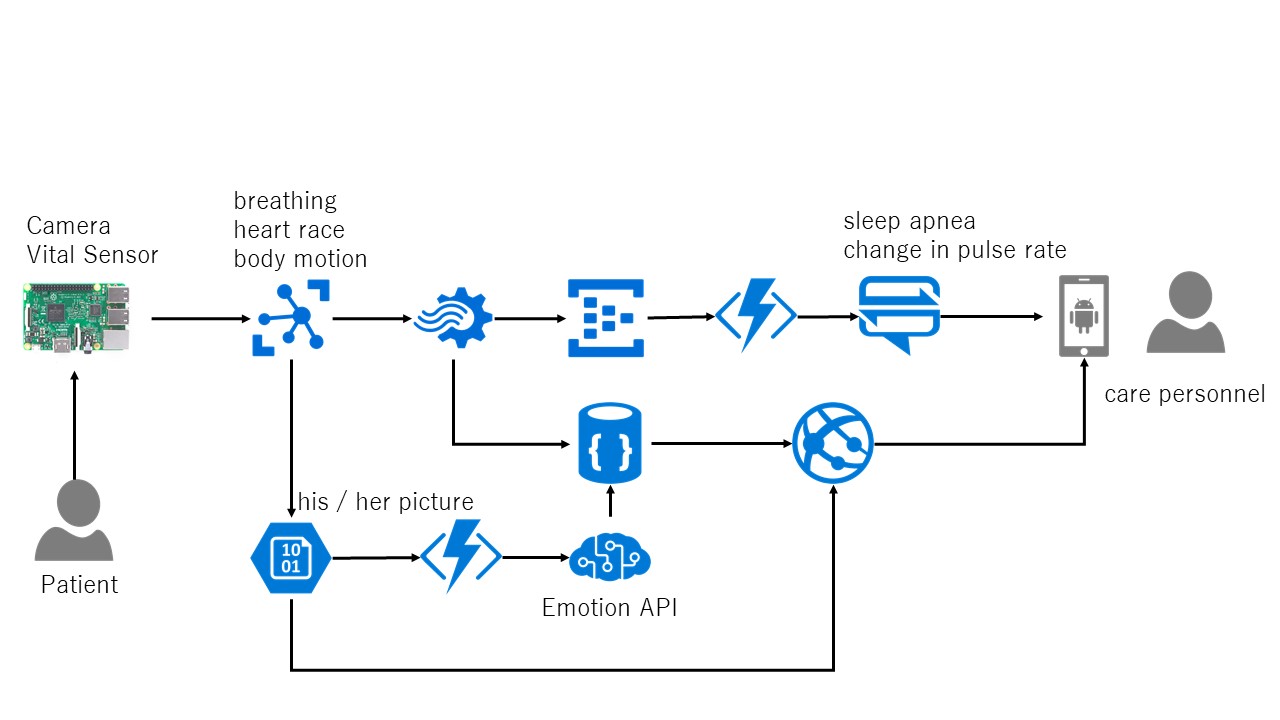 breathing
heart race
body motion
Camera
Vital Sensor
sleep apnea
change in pulse rate
care personnel
his / her picture
10
01
{ }
Patient
Emotion API